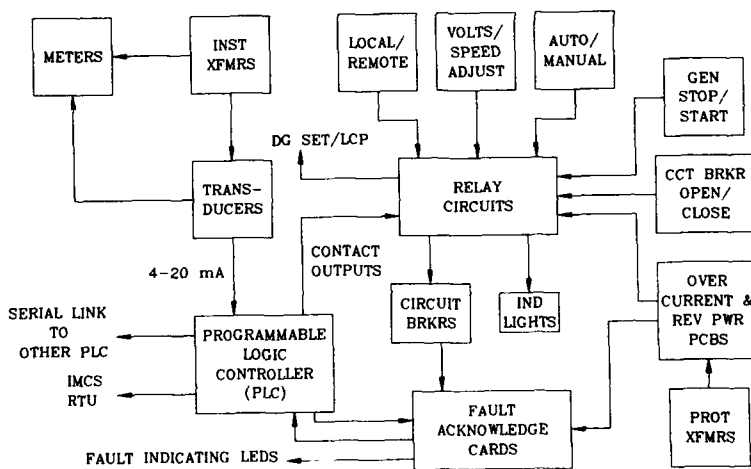 METERS
INST
XFMRS
LOCAL/
REMOTE
VOLTS/
SPEED
ADJUST
AUTO/
MANUAL
GEN
STOP/
START
DG SET/LCP
TRANS-
DUCERS
RELAY
CIRCUITS
CCT BRKR
OPEN/
CLOSE
4-20 mA
CONTACT
OUTPUTS
CIRCUIT
BRKRS
IND
LIGHTS
OVER
CURRENT &
REV PWR
PCBS
SERIAL LINK
TO
OTHER PLC
PROGRAMMABLE
LOGIC
CONTROLLER
(PLC)
IMCS
RTU
FAULT
ACKNOWLEDGE
CARDS
PROT
XFMRS
FAULT INDICATING LEDS